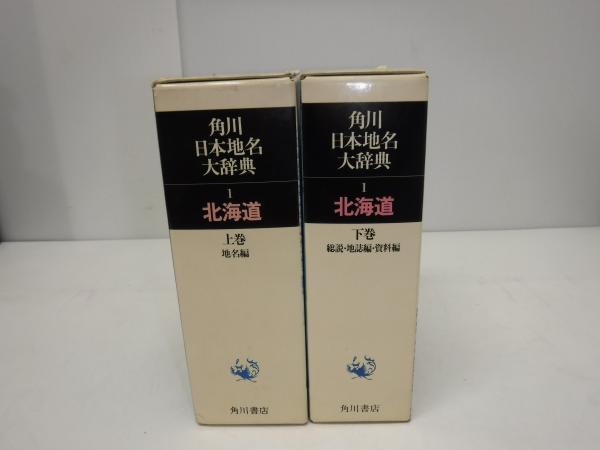 角川
日本地名
大辞典
1
北海道
上巻
地名編
角川書店
角川
日本地名
大辞典
1
北海道
下巻
総説・地誌編・資料編
角川書店